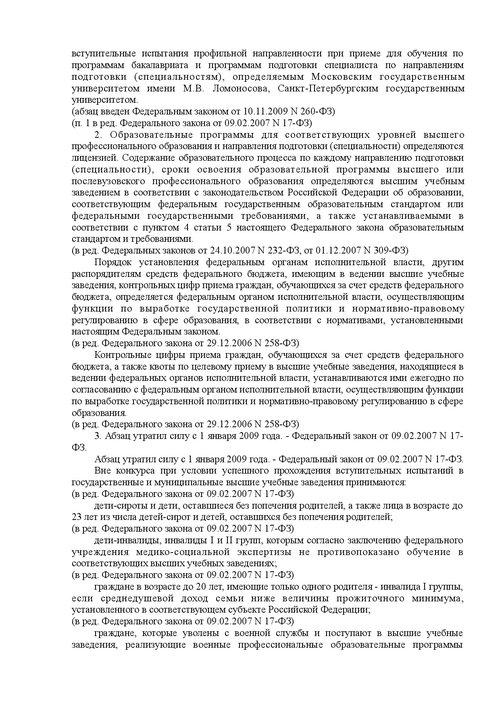 вступительные испытания профильной направленности при приеме для обучения по
программам бакалавриата и программам подготовки специалиста по направлениям
подготовки (специальностям), определяемым Московским государственным
университетом имени М.В. Ломоносова, Санкт-Петербургским государственным
университетом.
(абзац введен Федеральным законом от 10.11.2009 N 260-ФЗ)
(п. 1 в ред. Федерального закона от 09.02.2007 N 17-ФЗ)
2. Образовательные программы для соответствующих уровней высшего
профессионального образования и направления подготовки (специальности) определяются
лицензией. Содержание образовательного процесса по каждому направлению подготовки
(специальности), сроки освоения образовательной программы высшего или
послевузовского профессионального образования определяются высшим учебным
заведением в соответствии с законодательством Российской Федерации об образовании,
соответствующим федеральным государственным образовательным стандартом или
федеральными государственными требованиями, а также устанавливаемыми в
соответствии с пунктом 4 статьи 5 настоящего Федерального закона образовательным
стандартом и требованиями.
(в ред. Федеральных законов от 24.10.2007 N 232-ФЗ, от 01.12.2007 N 309-ФЗ)
Порядок установления федеральным органам исполнительной власти, другим
распорядителям средств федерального бюджета, имеющим в ведении высшие учебные
заведения, контрольных цифр приема граждан, обучающихся за счет средств федерального
бюджета, определяется федеральным органом исполнительной власти, осуществляющим
функции по выработке государственной политики и нормативно-правовому
регулированию в сфере образования, в соответствии с нормативами, установленными
настоящим Федеральным законом.
(в ред. Федерального закона от 29.12.2006 N 258-ФЗ)
Контрольные цифры приема граждан, обучающихся за счет средств федерального
бюджета, а также квоты по целевому приему в высшие учебные заведения, находящиеся в
ведении федеральных органов исполнительной власти, устанавливаются ими ежегодно по
согласованию с федеральным органом исполнительной власти, осуществляющим функции
по выработке государственной политики и нормативно-правовому регулированию в сфере
образования.
(в ред. Федерального закона от 29.12.2006 N 258-ФЗ)
3. Абзац утратил силу с 1 января 2009 года. - Федеральный закон от 09.02.2007 N 17-
ФЗ.
Абзац утратил силу с 1 января 2009 года. - Федеральный закон от 09.02.2007 N 17-ФЗ.
Вне конкурса при условии успешного прохождения вступительных испытаний в
государственные и муниципальные высшие учебные заведения принимаются:
(в ред. Федерального закона от 09.02.2007 N 17-ФЗ)
дети-сироты и дети, оставшиеся без попечения родителей, а также лица в возрасте до
23 лет из числа детей-сирот и детей, оставшихся без попечения родителей;
(в ред. Федерального закона от 09.02.2007 N 17-ФЗ)
дети-инвалиды, инвалиды I и II групп, которым согласно заключению федерального
учреждения медико-социальной экспертизы не противопоказано обучение в
соответствующих высших учебных заведениях;
(в ред. Федерального закона от 09.02.2007 N 17-ФЗ)
граждане в возрасте до 20 лет, имеющие только одного родителя - инвалида I группы,
если среднедушевой доход семьи ниже величины прожиточного минимума,
установленного в соответствующем субъекте Российской Федерации;
(в ред. Федерального закона от 09.02.2007 N 17-ФЗ)
граждане, которые уволены с военной службы и поступают в высшие учебные
заведения, реализующие военные профессиональные образовательные программы